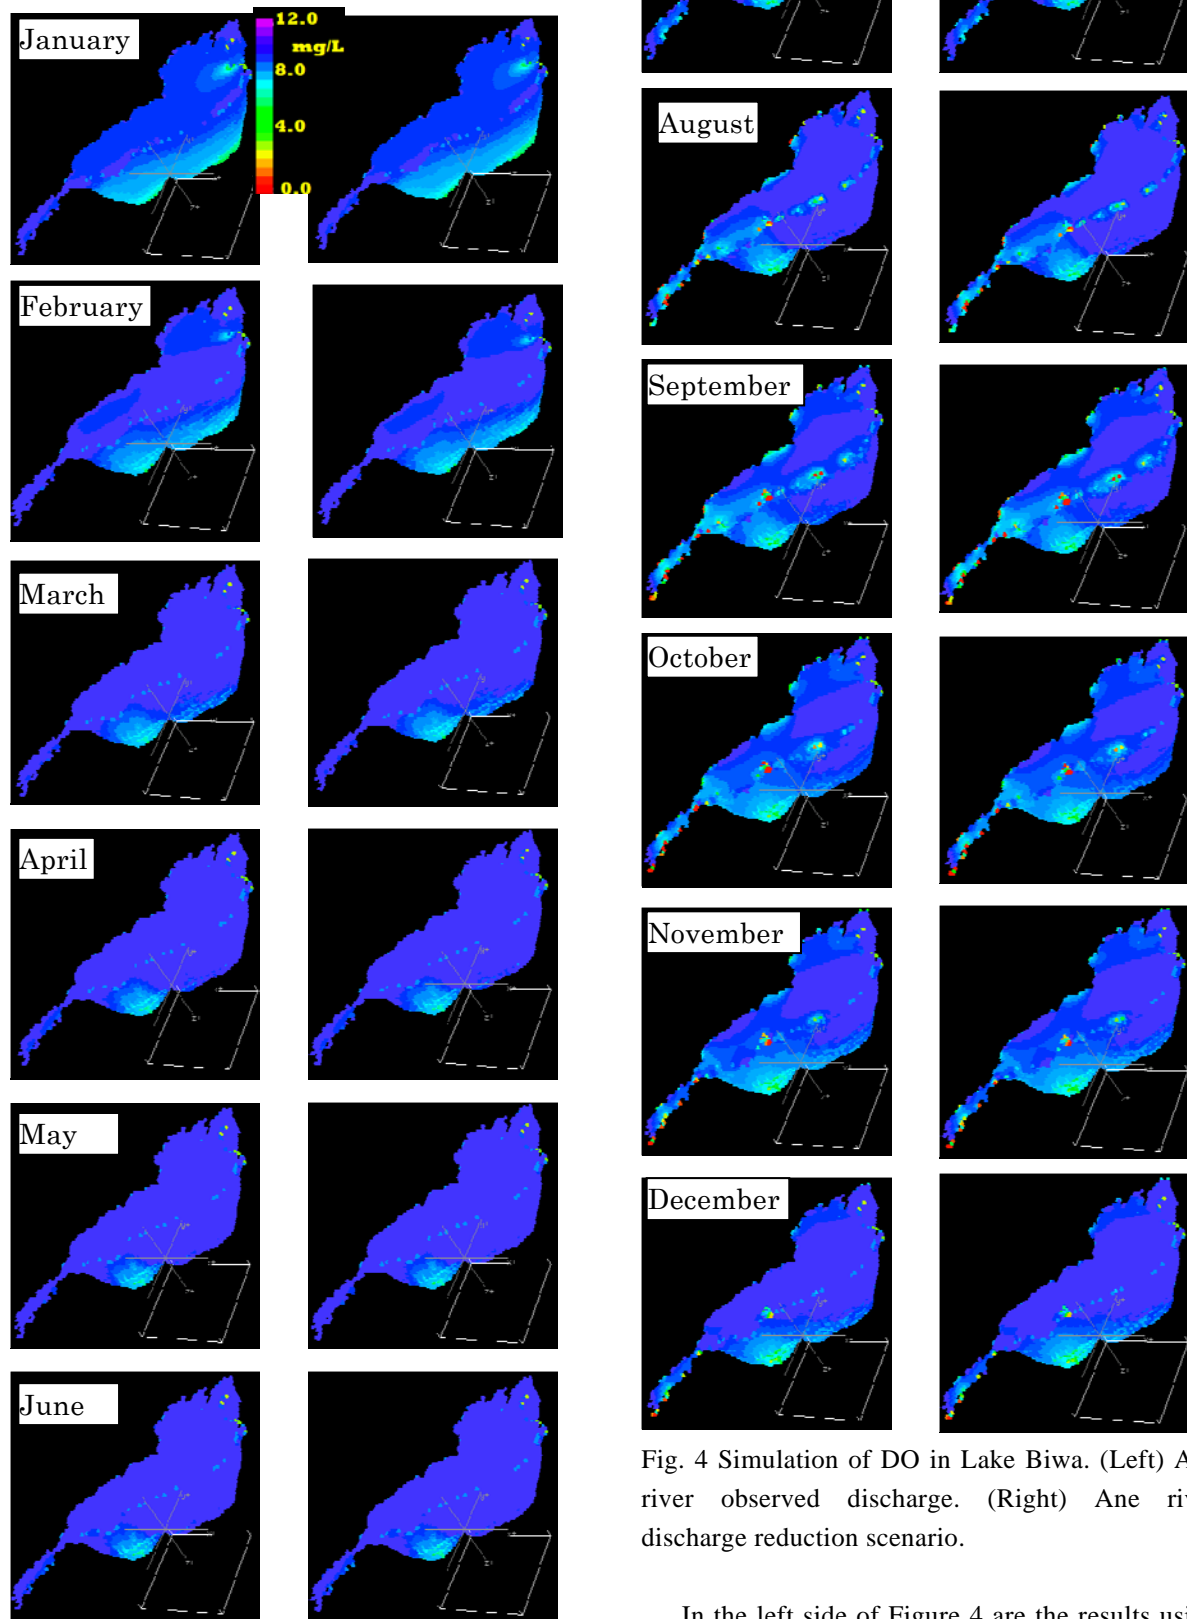 January
12.0
mg/L
8.0
4.0
0.0
February
March
April
May
June
August
September
October
November
December
Fig. 4 Simulation of DO in Lake Biwa. (Left)
river observed discharge. (Right) Ane
discharge reduction scenario.
In the left side of Figure 4 are the results